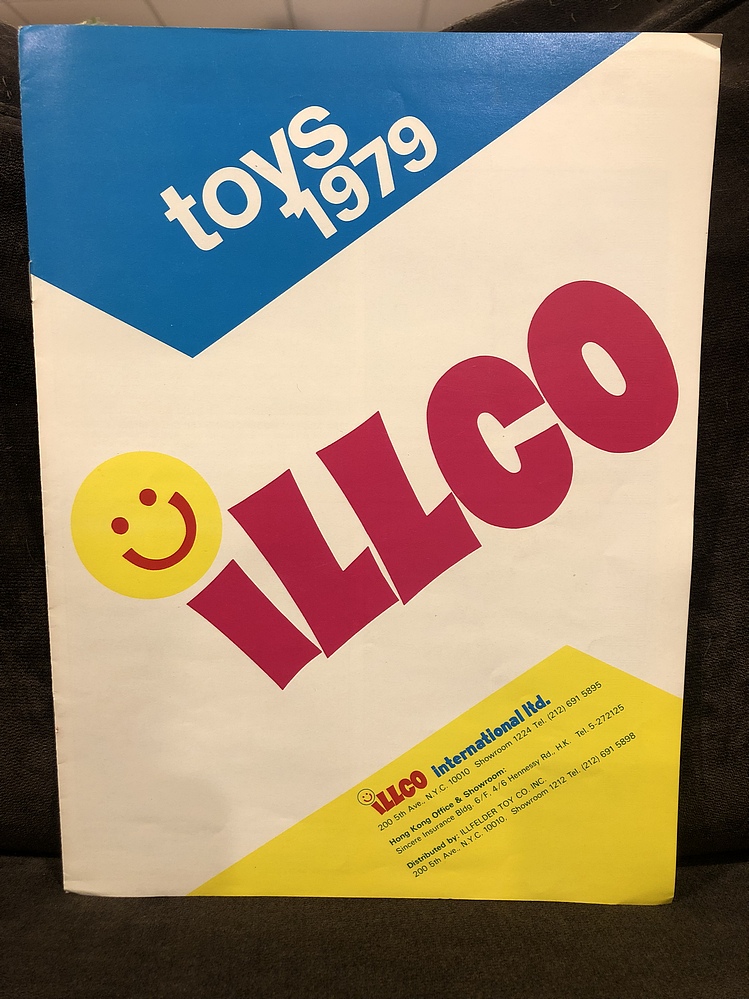 toys
1979
iLLCO
iLLCO International ltd.
200 5th Ave., N.Y.C. 10010 Showroom 1224 Tel. (212) 691 5895
Hong Kong Office & Showroom:
Sincere Insurance Bldg. 6/F, 4/6 Hennessy Rd., H.K. Tel. 5-272125
Distributed by: ILLFELDER TOY CO. INC.
200 5th Ave., N.Y.C. 10010. Showroom 1212 Tel. (212) 691 5898